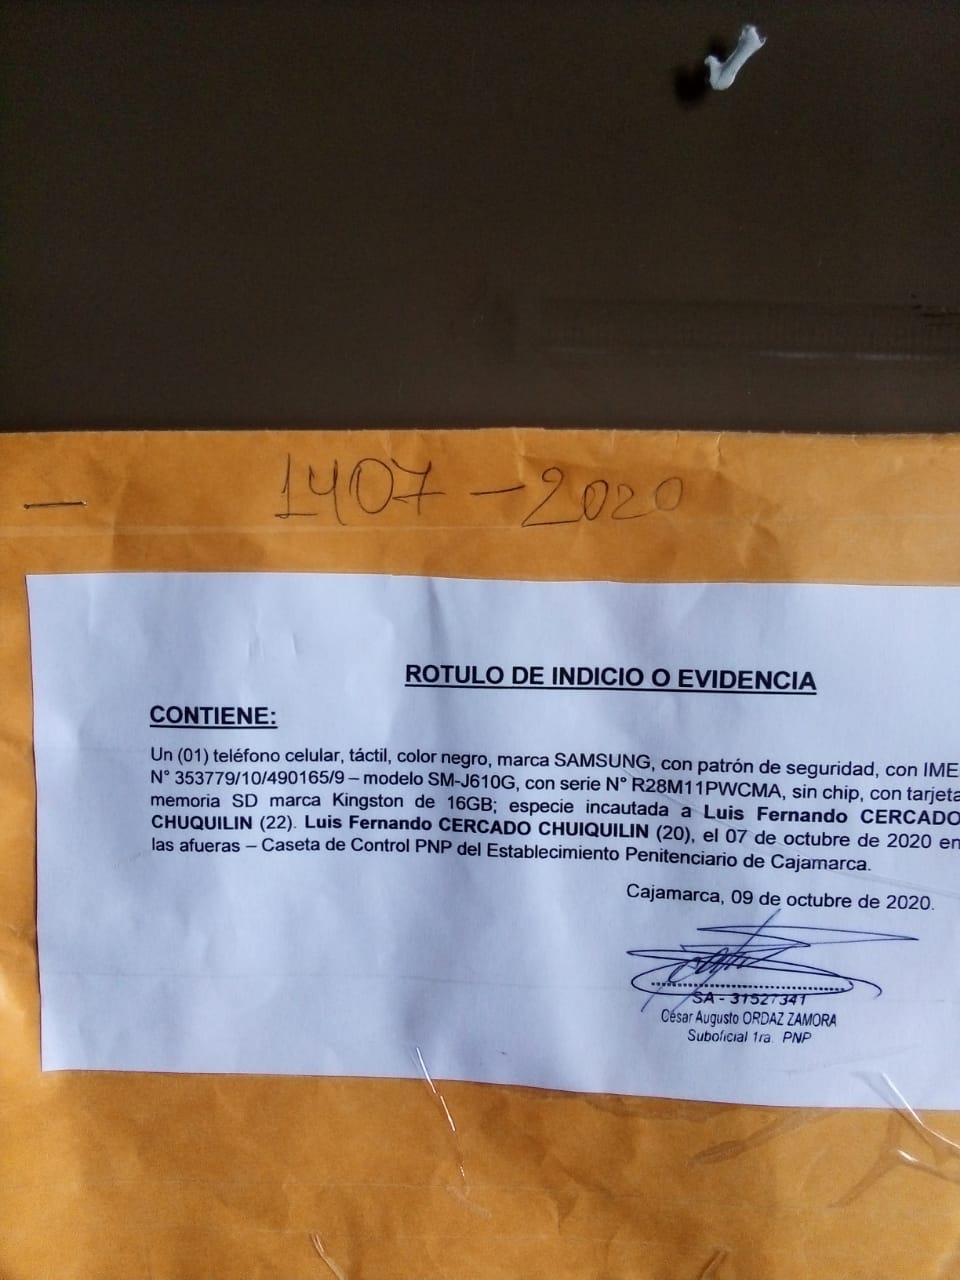 1407-2020
ROTULO DE INDICIO O EVIDENCIA
CONTIENE:
Un (01) teléfono celular, táctil, color negro, marca SAMSUNG, con patrón de seguridad, con IME
N° 353779/10/490165/9 – modelo SM-J610G, con serie N° R28M11PWCMA, sin chip, con tarjeta
memoria SD marca Kingston de 16GB; especie incautada a Luis Fernando CERCADO
CHUQUILIN (22). Luis Fernando CERCADO CHUIQUILIN (20), el 07 de octubre de 2020 en
las afueras – Caseta de Control PNP del Establecimiento Penitenciario de Cajamarca.
Cajamarca, 09 de octubre de 2020.
SA - 31527341
César Augusto ORDAZ ZAMORA
Suboficial 1ra. PNP